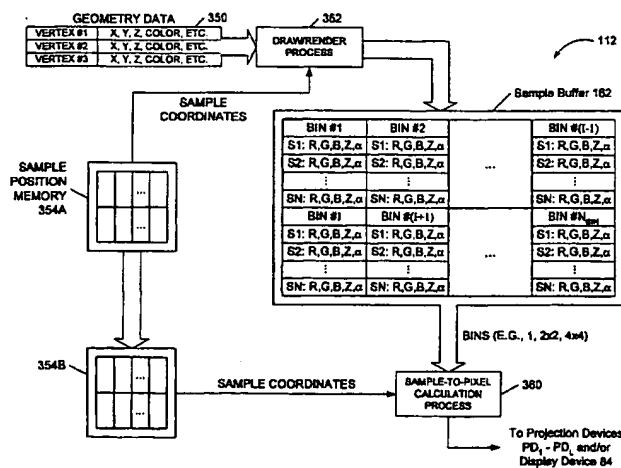 GEOMETRY DATA 350
VERTEX #1 X, Y, Z, COLOR, ETC.
VERTEX #2 X, Y, Z, COLOR, ETC.
VERTEX #3 X, Y, Z, COLOR, ETC.
352
DRAW/RENDER
PROCESS
112
SAMPLE
COORDINATES
Sample Buffer 162
BIN #1 BIN #2 BIN #(I-1)
S1: R,G,B,Z,α S1: R,G,B,Z,α ... S1: R,G,B,Z,α
S2: R,G,B,Z,α S2: R,G,B,Z,α S2: R,G,B,Z,α
⋮ ⋮ ⋮
SN: R,G,B,Z,α SN: R,G,B,Z,α SN: R,G,B,Z,α
BIN #I BIN #(I+1) BIN #N
S1: R,G,B,Z,α S1: R,G,B,Z,α ... S1: R,G,B,Z,α
S2: R,G,B,Z,α S2: R,G,B,Z,α S2: R,G,B,Z,α
⋮ ⋮ ⋮
SN: R,G,B,Z,α SN: R,G,B,Z,α SN: R,G,B,Z,α
SAMPLE
POSITION
MEMORY
354A
...
...
354B
...
...
SAMPLE COORDINATES
BINS (E.G., 1, 2x2, 4x4)
SAMPLE-TO-PIXEL
CALCULATION
PROCESS
360
To Projection Devices
PD1 - PDL and/or
Display Device 84